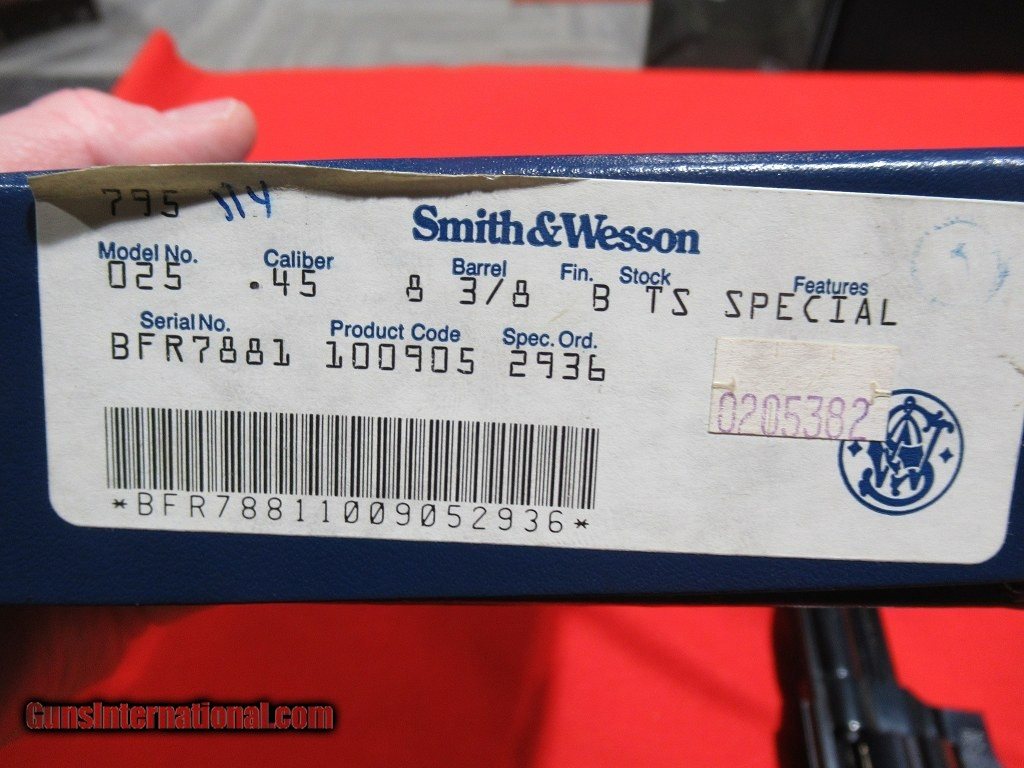 795 114
Smith & Wesson
Model No. Caliber Barrel Fin. Stock Features
025 .45 8 3/8 B TS SPECIAL
Serial No. Product Code Spec. Ord.
BFR7881 100905 2936
0205382
*BFR78811009052936*
GunsInternational.com